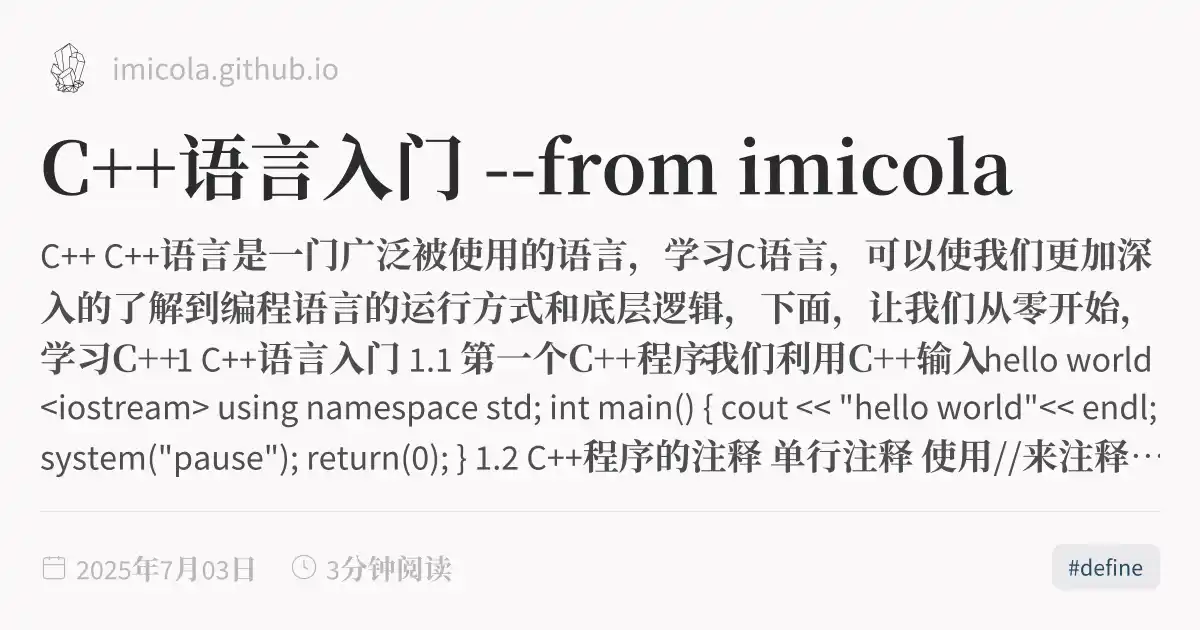 imicola.github.io
C++语言入门 --from imicola
C++ C++语言是一门广泛被使用的语言，学习C语言，可以使我们更加深
入的了解到编程语言的运行方式和底层逻辑，下面，让我们从零开始，
学习C++1 C++语言入门 1.1 第一个C++程序我们利用C++输入hello world
<iostream> using namespace std; int main() { cout << "hello world"<< endl;
system("pause"); return(0); } 1.2 C++程序的注释 单行注释 使用//来注释…
2025年7月03日 3分钟阅读 #define